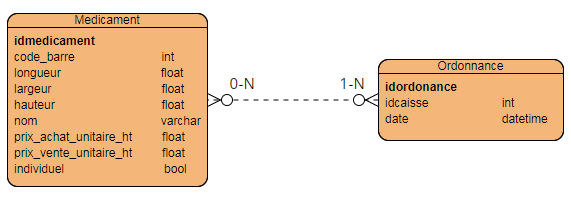 Medicament
idmedicament
code_barre int
longueur float
largeur float
hauteur float
nom varchar
prix_achat_unitaire_ht float
prix_vente_unitaire_ht float
individuel bool
0-N
1-N
Ordonnance
idordonance
idcaisse int
date datetime